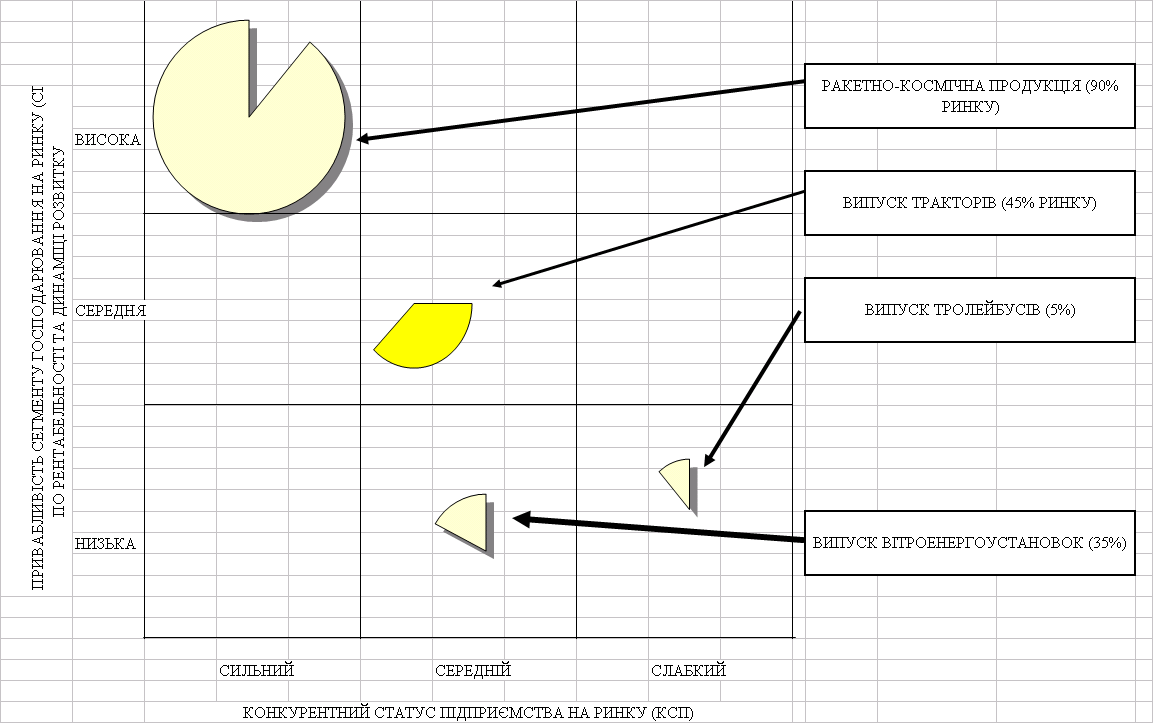 ПРИВАБЛИВІСТЬ СЕГМЕНТУ ГОСПОДАРЮВАННЯ НА РИНКУ (СІ
ПО РЕНТАБЕЛЬНОСТІ ТА ДИНАМІЦІ РОЗВИТКУ
ВИСОКА
СЕРЕДНЯ
НИЗЬКА
РАКЕТНО-КОСМІЧНА ПРОДУКЦІЯ (90%
РИНКУ)
ВИПУСК ТРАКТОРІВ (45% РИНКУ)
ВИПУСК ТРОЛЕЙБУСІВ (5%)
ВИПУСК ВІТРОЕНЕРГОУСТАНОВОК (35%)
СИЛЬНИЙ
СЕРЕДНІЙ
СЛАБКИЙ
КОНКУРЕНТНИЙ СТАТУС ПІДПРИЄМСТВА НА РИНКУ (КСП)